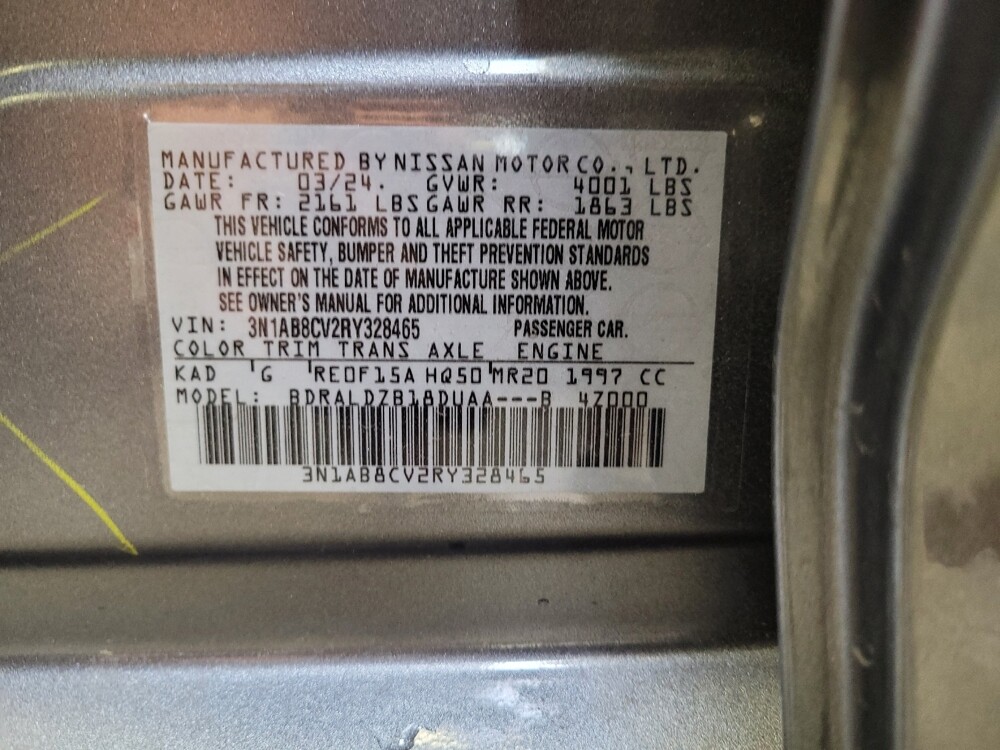 MANUFACTURED BY NISSAN MOTOR CO., LTD.
DATE: 03/24. GVWR: 4001 LBS
GAWR FR: 2161 LBS GAWR RR: 1863 LBS
THIS VEHICLE CONFORMS TO ALL APPLICABLE FEDERAL MOTOR
VEHICLE SAFETY, BUMPER AND THEFT PREVENTION STANDARDS
IN EFFECT ON THE DATE OF MANUFACTURE SHOWN ABOVE.
SEE OWNER'S MANUAL FOR ADDITIONAL INFORMATION.
VIN: 3N1AB8CV2RY328465 PASSENGER CAR.
COLOR TRIM TRANS AXLE ENGINE
KAD G RE0F15A HQ50 MR20 1997 CC
MODEL: BDRALDZB18DUAA---B 4Z000
3N1AB8CV2RY328465